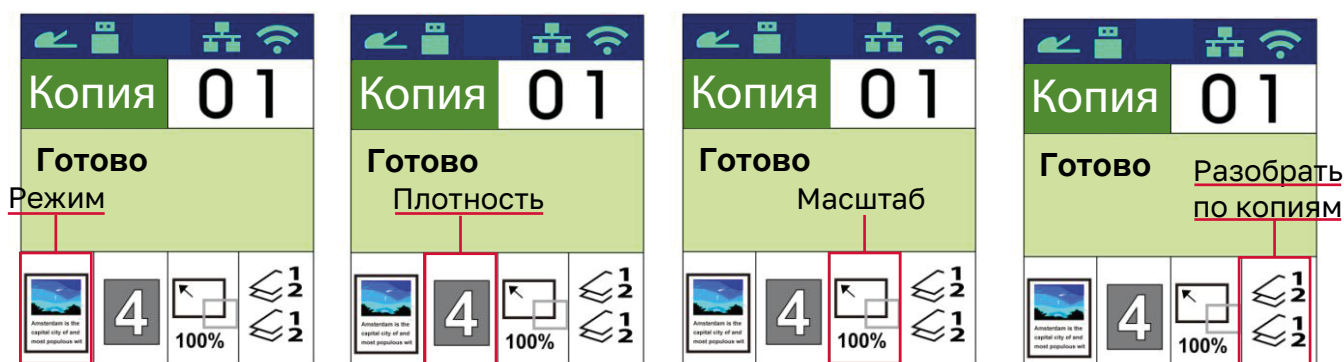 Копия 01
Готово
Режим
Amsterdam is the
capital city of and
most populous wit
4
100%
1
2
1
2
Копия 01
Готово
Плотность
Amsterdam is the
capital city of and
most populous wit
4
100%
1
2
1
2
Копия 01
Готово
Масштаб
Amsterdam is the
capital city of and
most populous wit
4
100%
1
2
1
2
Копия 01
Готово
Разобрать
по копиям
Amsterdam is the
capital city of and
most populous wit
4
100%
1
2
1
2